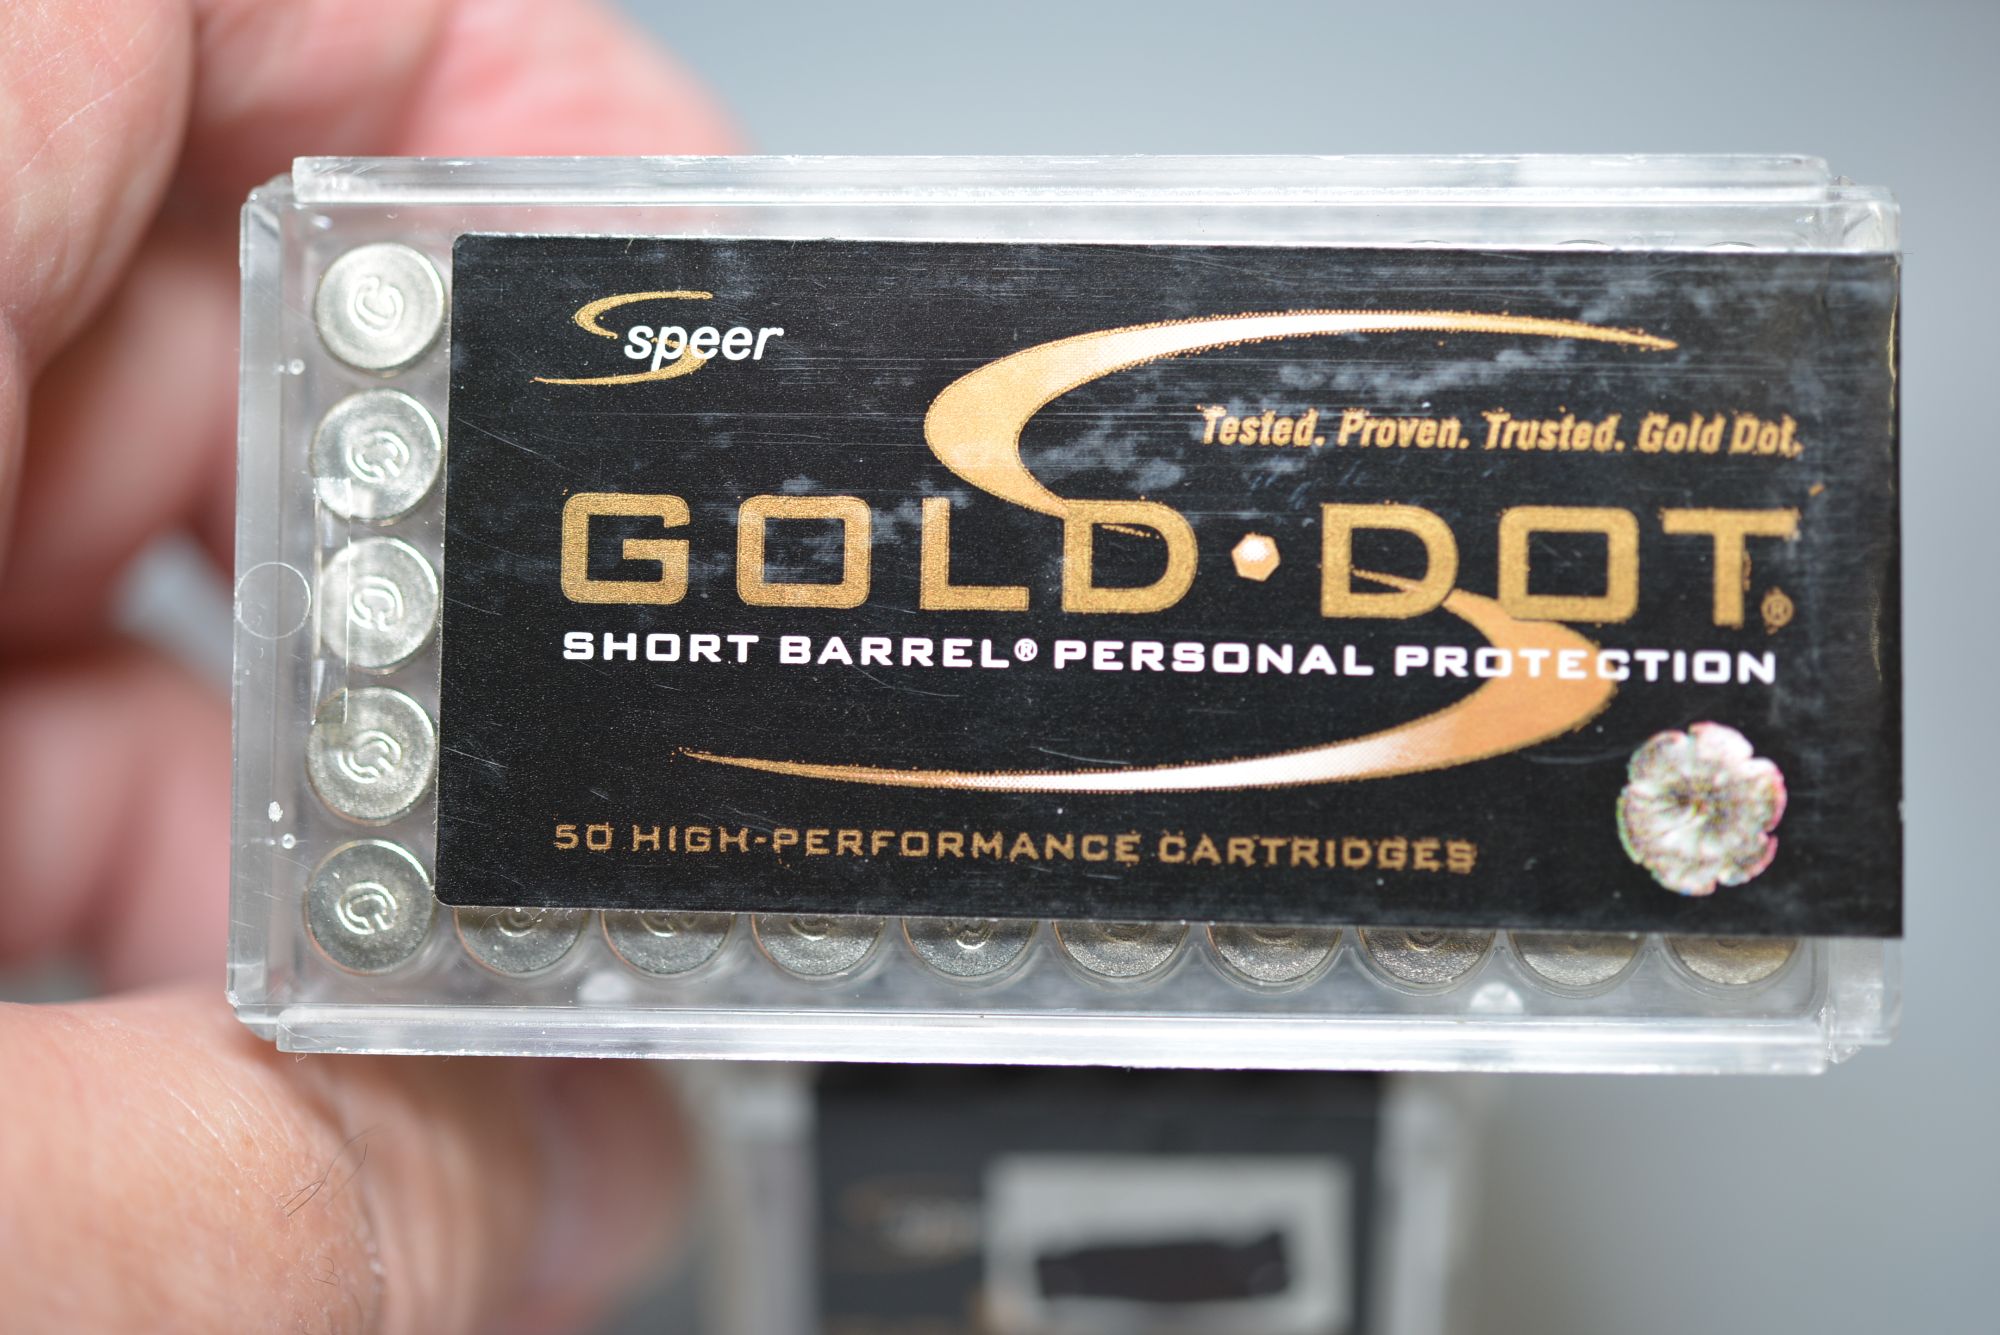 speer
Tested. Proven. Trusted. Gold Dot.
GOLD·DOT®
SHORT BARREL® PERSONAL PROTECTION
50 HIGH-PERFORMANCE CARTRIDGES
C
C
C
C
C